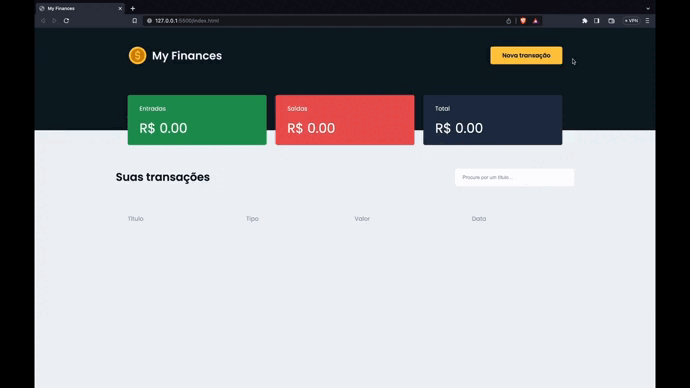 My Finances
127.0.0.1:5500/index.html
VPN
My Finances
Nova transação
Entradas
Saídas
Total
R$ 0.00
R$ 0.00
R$ 0.00
Suas transações
Procure por um título...
Título
Tipo
Valor
Data